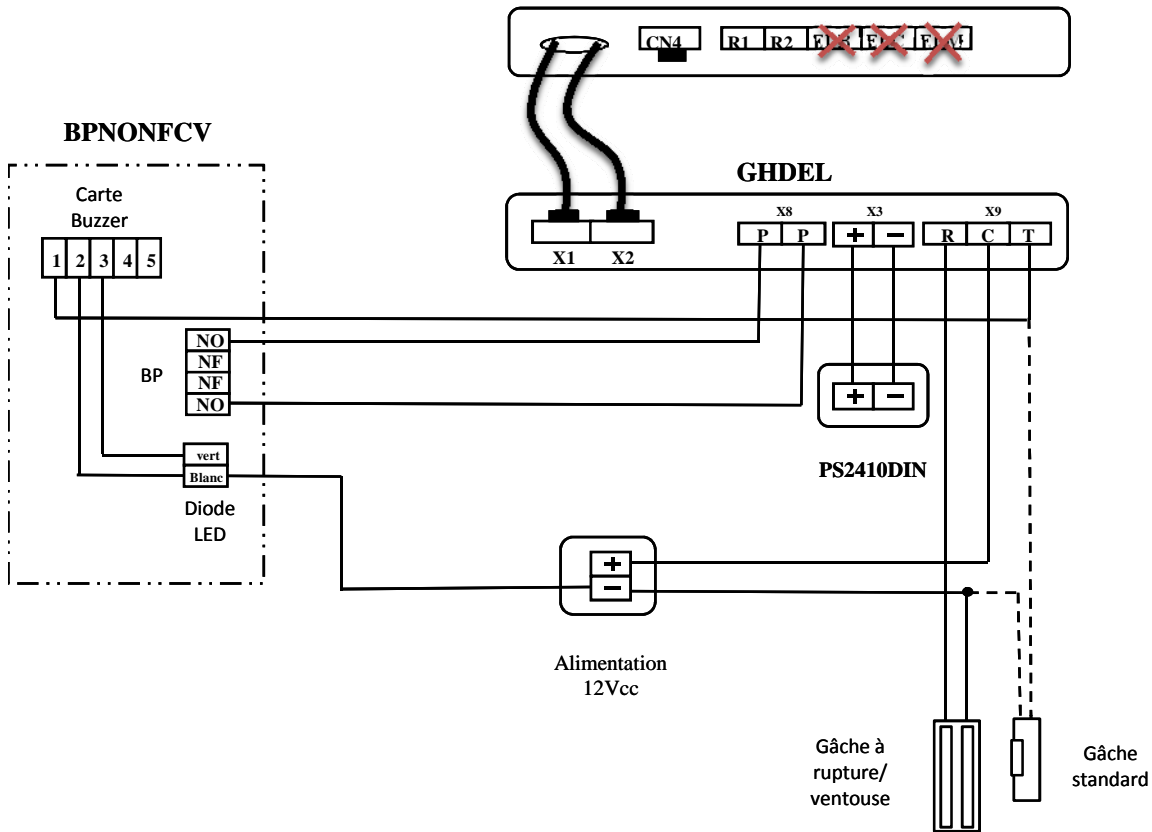 CN4 R1 R2
BPNONFCV
GHDEL
Carte
Buzzer
X8 X3 X9
P P + − R C T
1 2 3 4 5
X1 X2
NO
NF
BP
NF
NO
+ −
vert
Blanc
PS2410DIN
Diode
LED
+
−
Alimentation
12Vcc
Gâche à
rupture/
ventouse
Gâche
standard